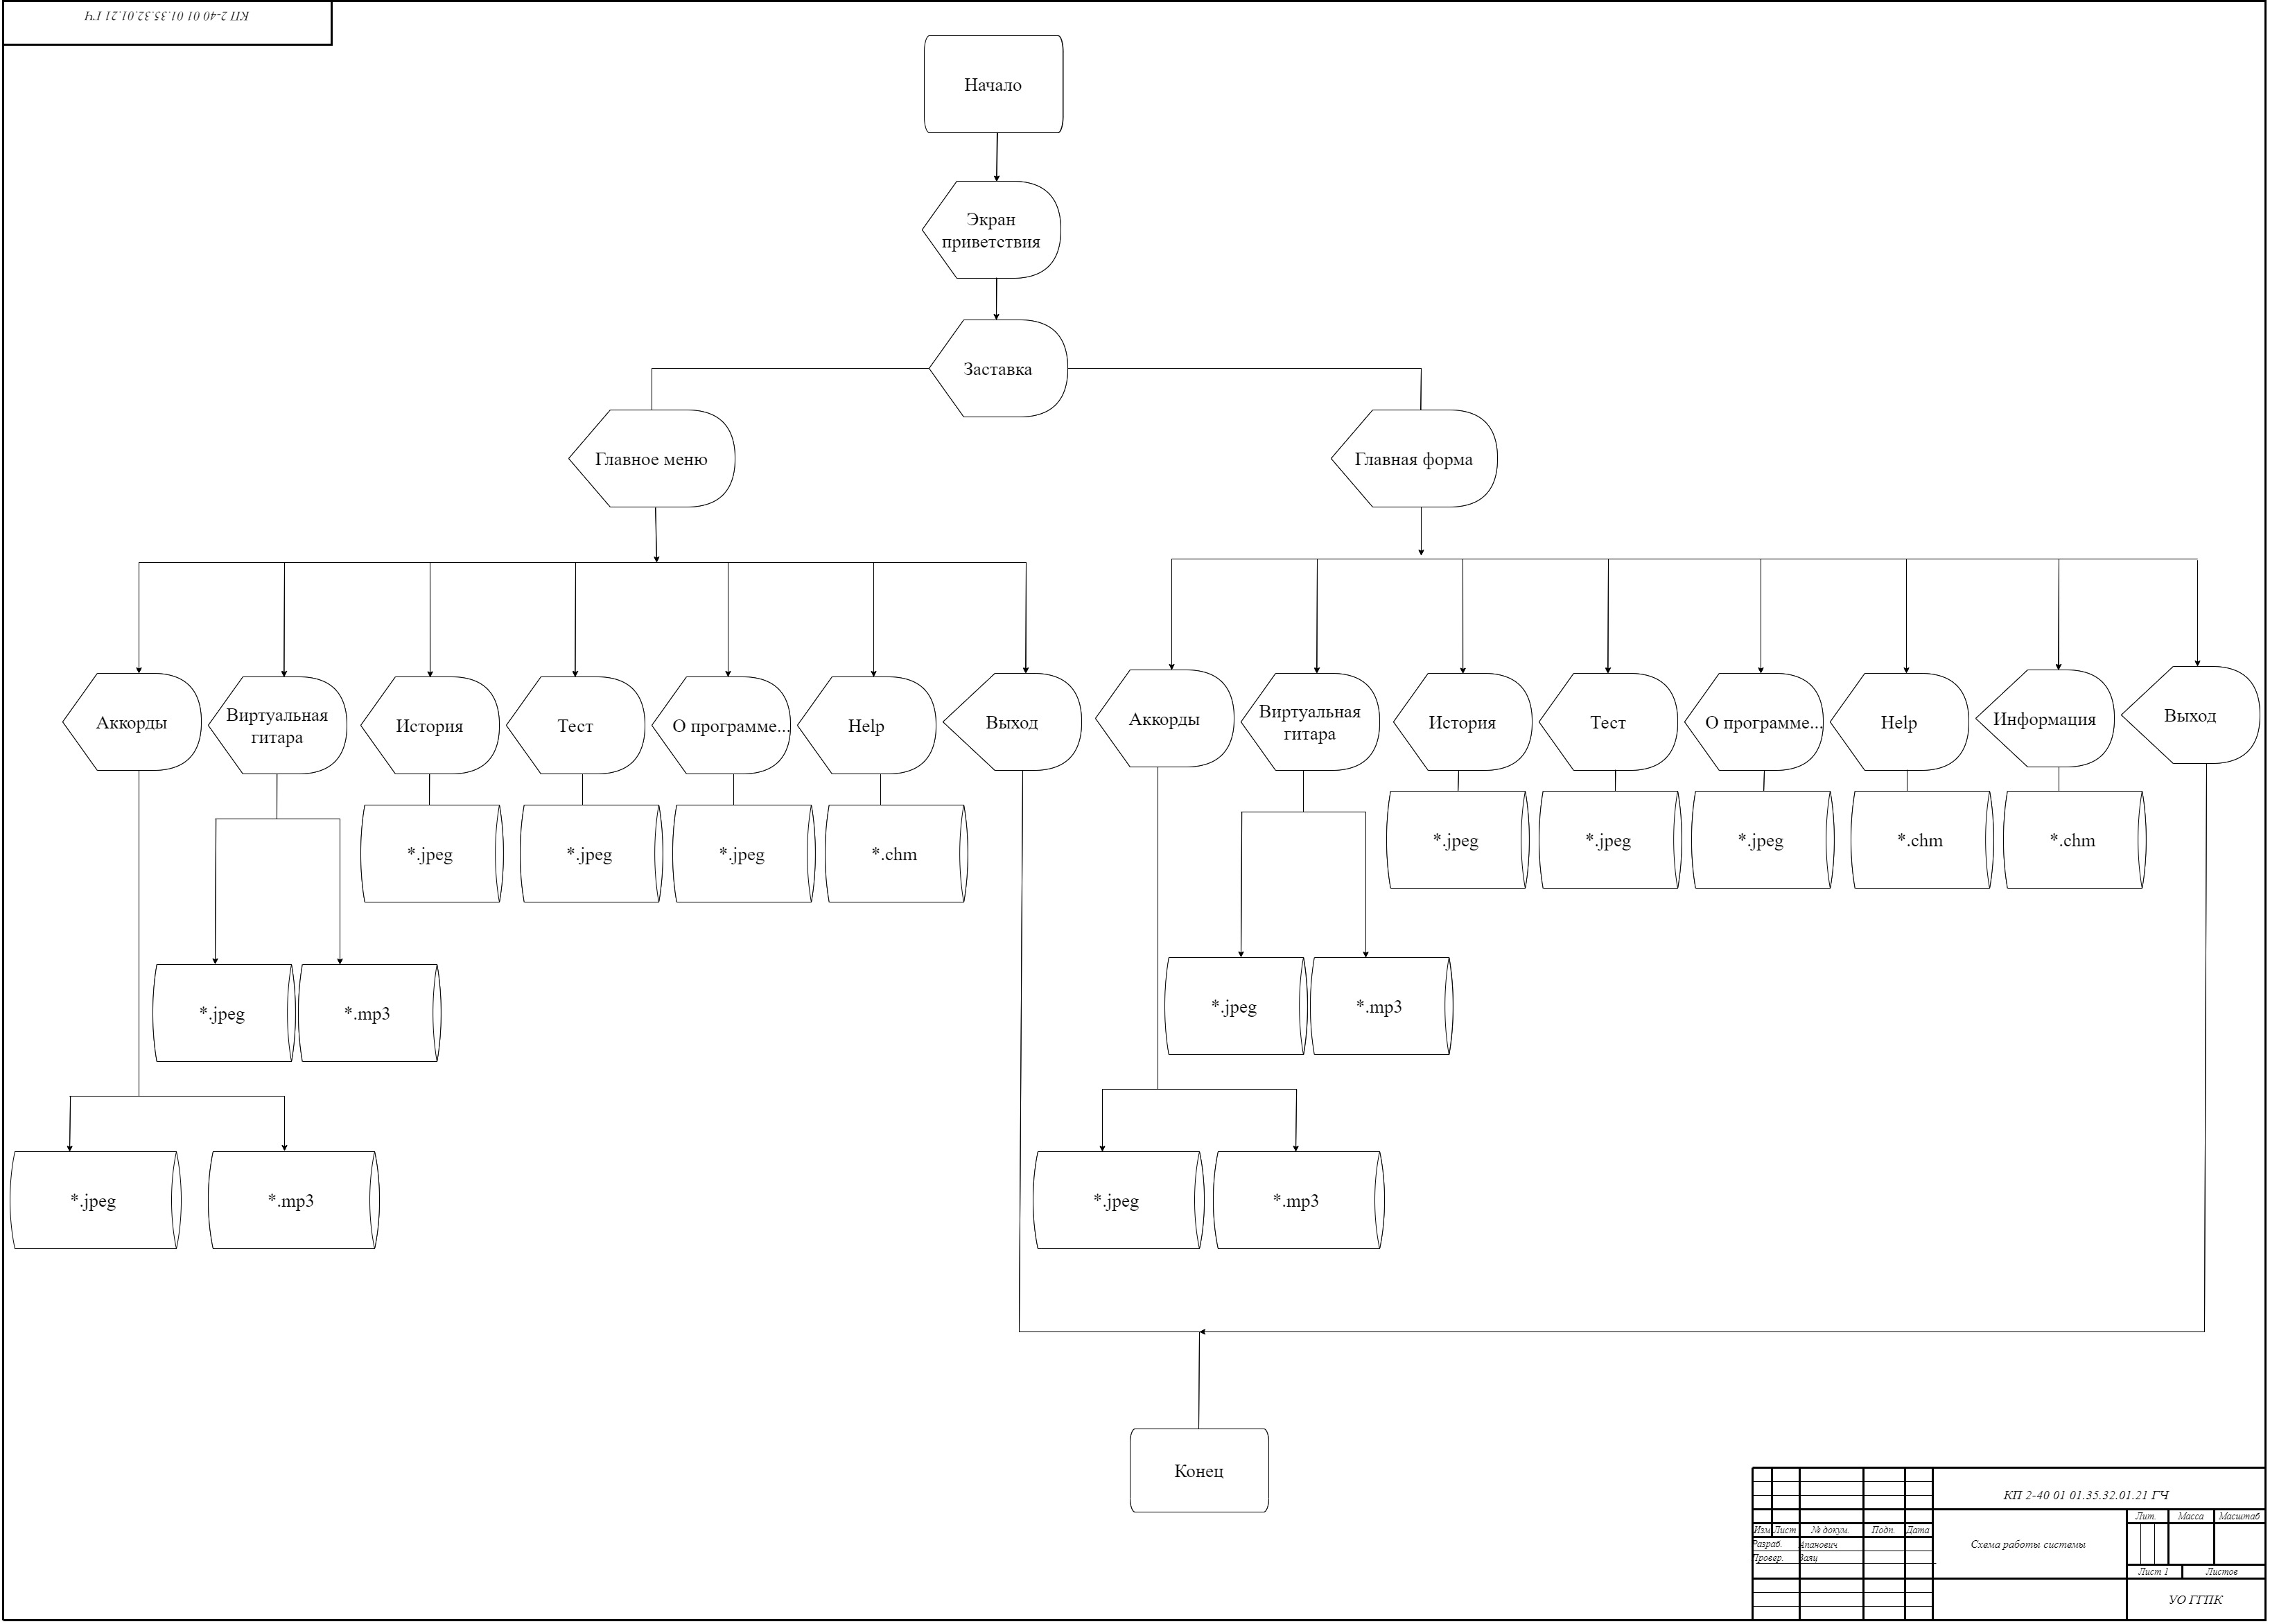 КП 2-40 01 01.35.32.01.21 ГЧ
Начало
Экран
приветствия
Заставка
Главное меню
Главная форма
Аккорды
Виртуальная
гитара
История
Тест
О программе...
Help
Выход
Аккорды
Виртуальная
гитара
История
Тест
О программе...
Help
Информация
Выход
*.jpeg
*.jpeg
*.jpeg
*.chm
*.jpeg
*.jpeg
*.jpeg
*.chm
*.chm
*.jpeg
*.mp3
*.jpeg
*.mp3
*.jpeg
*.mp3
*.jpeg
*.mp3
Конец
КП 2-40 01 01.35.32.01.21 ГЧ
Лит. Масса Масштаб
Изм Лист № докум. Подп. Дата
Разраб. Апанович
Схема работы системы
Провер. Заяц
Лист 1 Листов
УО ГГПК